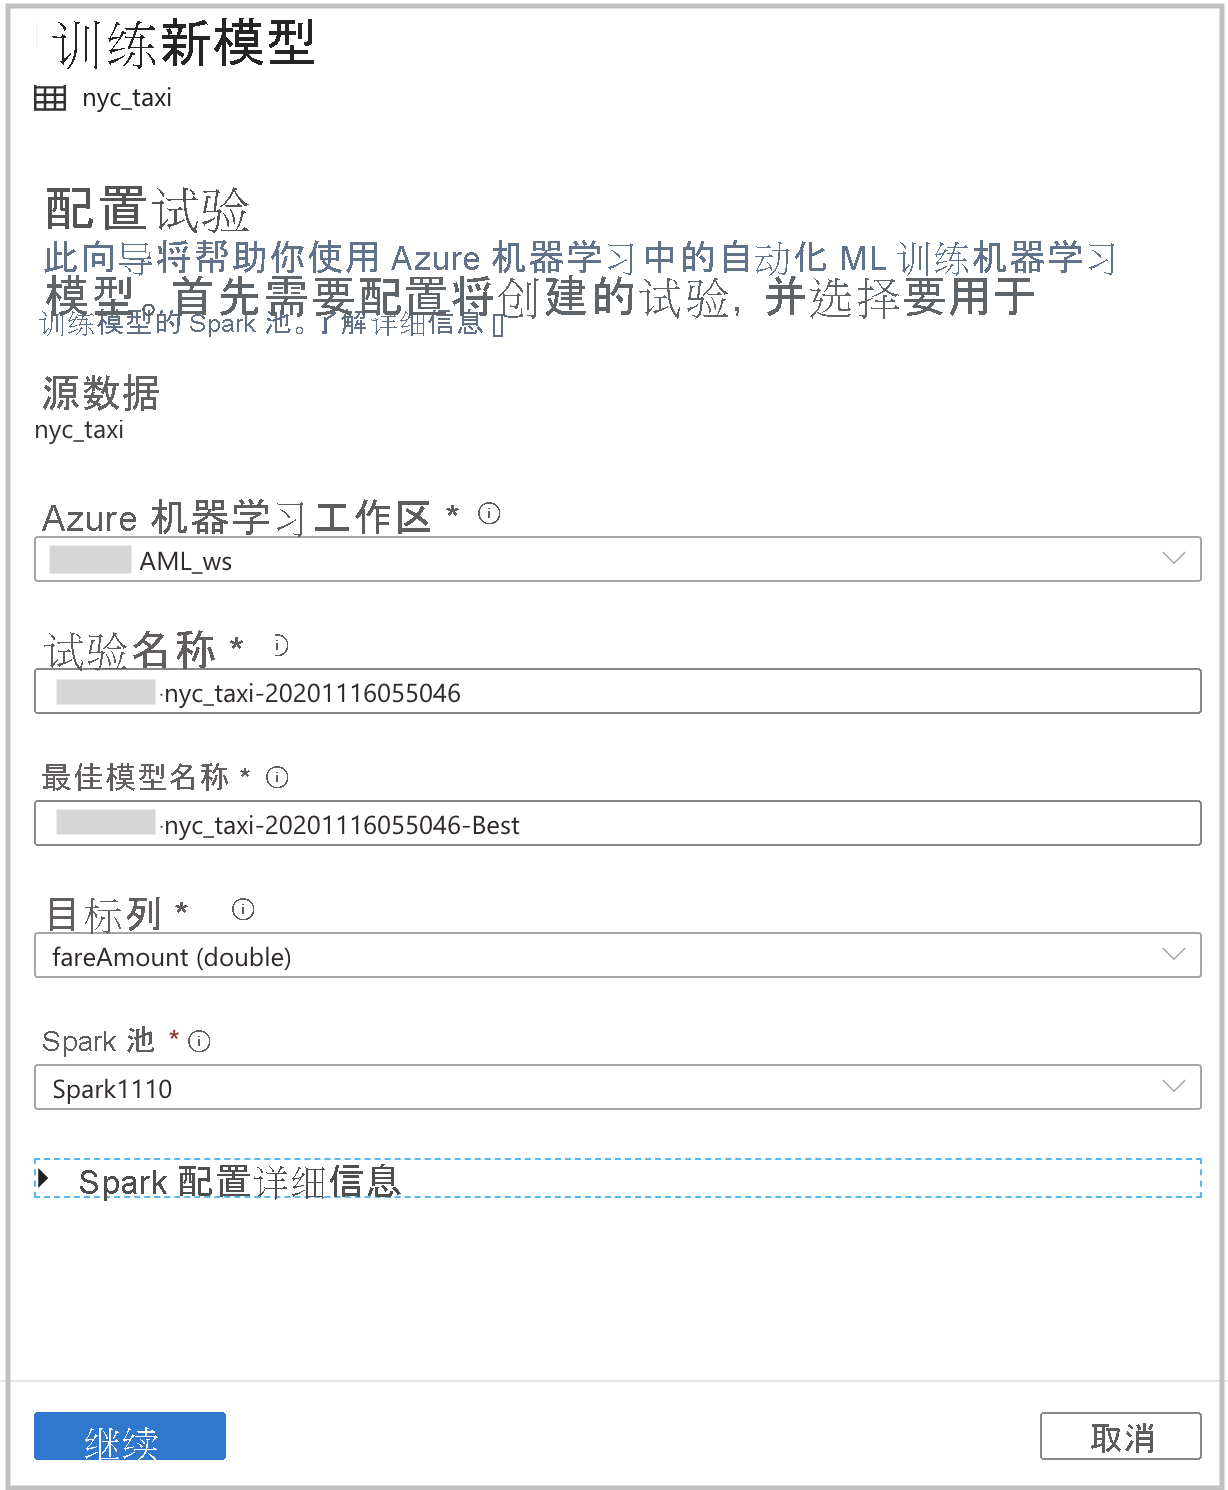 训练新模型
nyc_taxi
配置试验
此向导将帮助你使用 Azure 机器学习中的自动化 ML 训练机器学习
模型。首先需要配置将创建的试验, 并选择要用于
训练模型的 Spark 池。了解详细信息
源数据
nyc_taxi
Azure 机器学习工作区 *
AML_ws
试验名称 *
-nyc_taxi-20201116055046
最佳模型名称 *
-nyc_taxi-20201116055046-Best
目标列 *
fareAmount (double)
Spark 池 *
Spark1110
Spark 配置详细信息
继续
取消